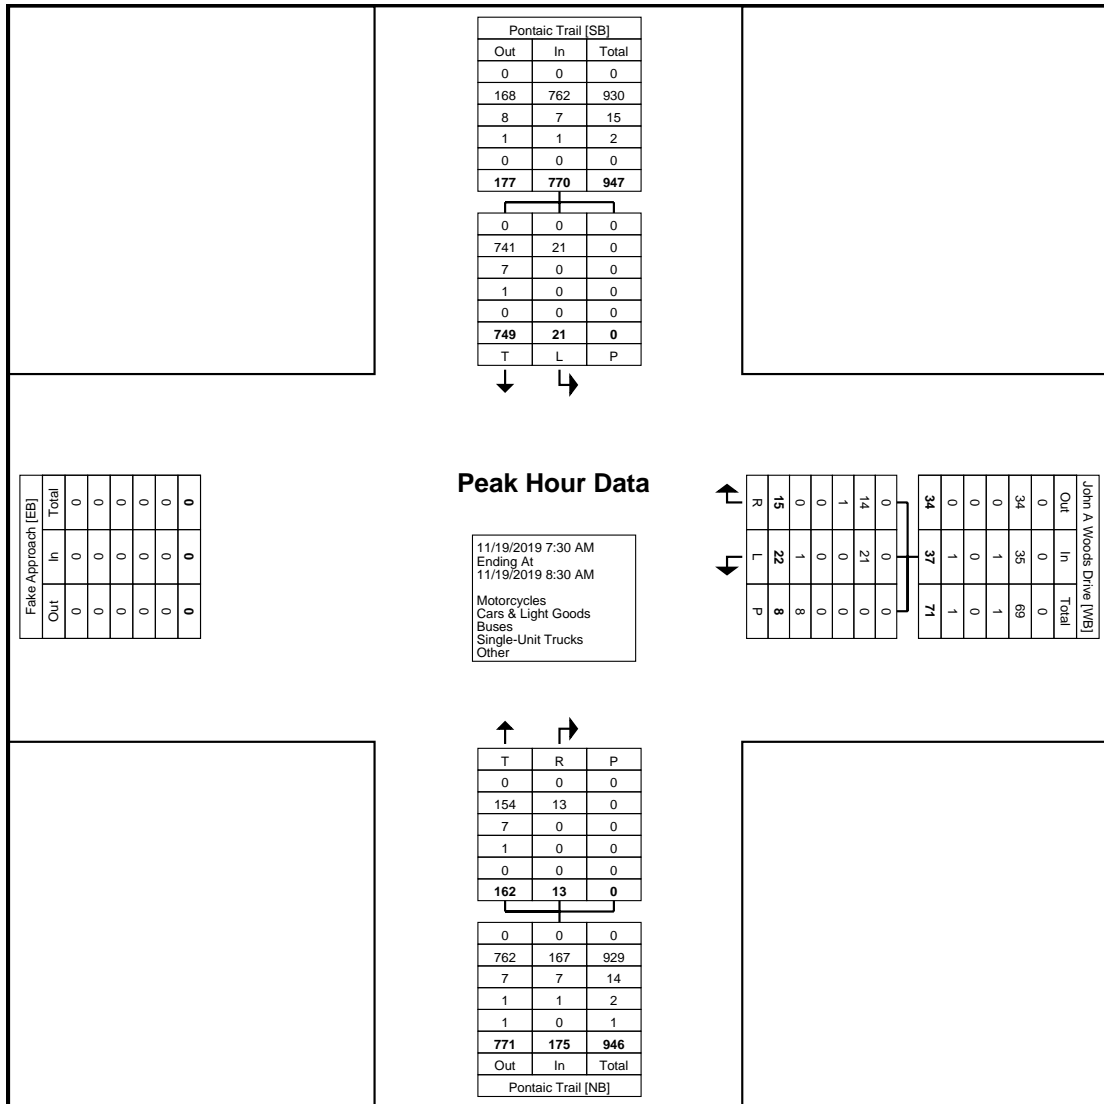 Pontaic Trail [SB]
Out In Total
0 0 0
168 762 930
8 7 15
1 1 2
0 0 0
177 770 947
0 0 0
741 21 0
7 0 0
1 0 0
0 0 0
749 21 0
T L P
Fake Approach [EB]
Out In Total
0 0 0
0 0 0
0 0 0
0 0 0
0 0 0
0 0 0
Peak Hour Data
11/19/2019 7:30 AM
Ending At
11/19/2019 8:30 AM
Motorcycles
Cars & Light Goods
Buses
Single-Unit Trucks
Other
John A Woods Drive [WB]
Out In Total
0 0 0
34 35 69
0 1 1
0 0 0
0 1 1
34 37 71
0 0 0
14 21 0
1 0 0
0 0 0
0 1 8
15 22 8
R L P
T R P
0 0 0
154 13 0
7 0 0
1 0 0
0 0 0
162 13 0
0 0 0
762 167 929
7 7 14
1 1 2
1 0 1
771 175 946
Out In Total
Pontaic Trail [NB]